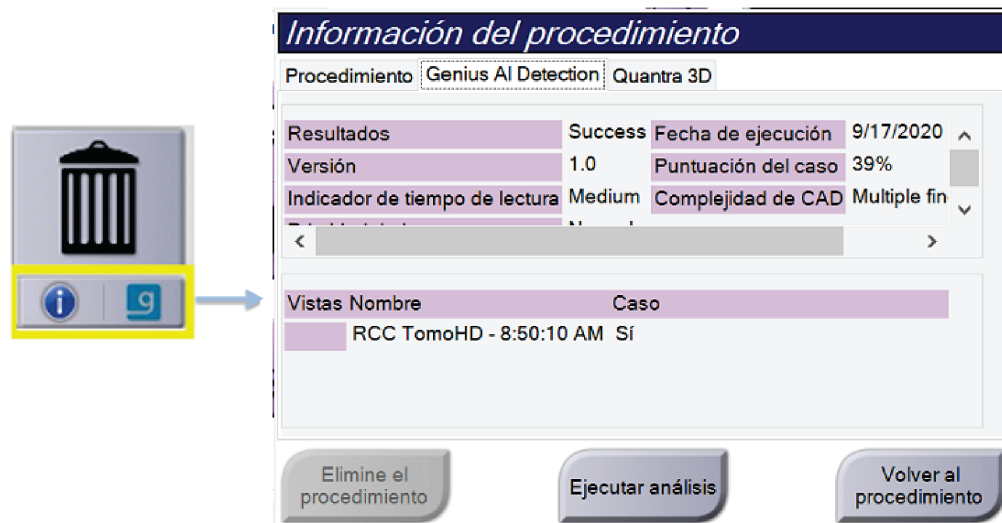 Información del procedimiento
Procedimiento Genius AI Detection Quantra 3D
Resultados Success Fecha de ejecución 9/17/2020
Versión 1.0 Puntuación del caso 39%
Indicador de tiempo de lectura Medium Complejidad de CAD Multiple fin
i g
Vistas Nombre Caso
RCC TomoHD - 8:50:10 AM Sí
Elimine el procedimiento
Ejecutar análisis
Volver al procedimiento